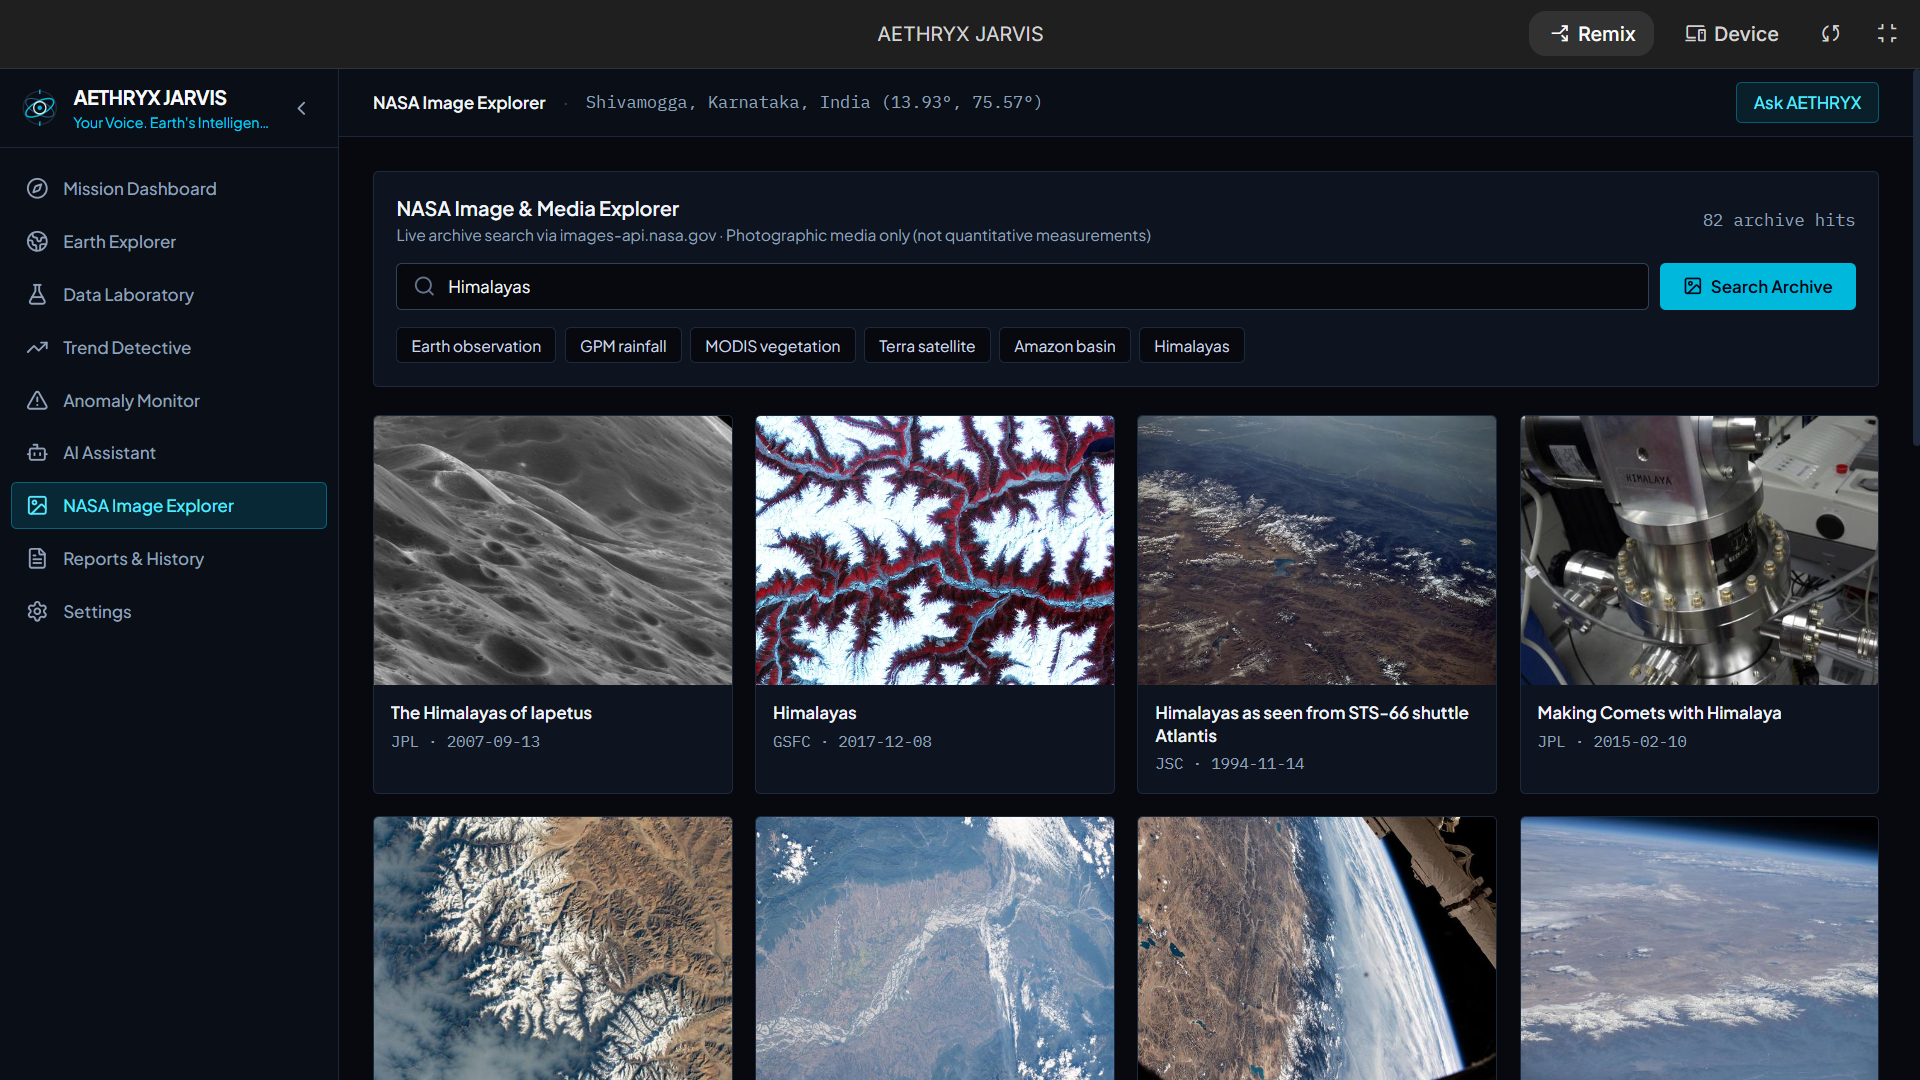 AETHRYX JARVIS
Remix
Device
AETHRYX JARVIS
Your Voice. Earth's Intelligen...
Mission Dashboard
Earth Explorer
Data Laboratory
Trend Detective
Anomaly Monitor
AI Assistant
NASA Image Explorer
Reports & History
Settings
NASA Image Explorer · Shivamogga, Karnataka, India (13.93°, 75.57°)
Ask AETHRYX
NASA Image & Media Explorer
Live archive search via images-api.nasa.gov · Photographic media only (not quantitative measurements)
82 archive hits
Himalayas
Search Archive
Earth observation
GPM rainfall
MODIS vegetation
Terra satellite
Amazon basin
Himalayas
HIMALAYA
The Himalayas of Iapetus
JPL · 2007-09-13
Himalayas
GSFC · 2017-12-08
Himalayas as seen from STS-66 shuttle
Atlantis
JSC · 1994-11-14
Making Comets with Himalaya
JPL · 2015-02-10